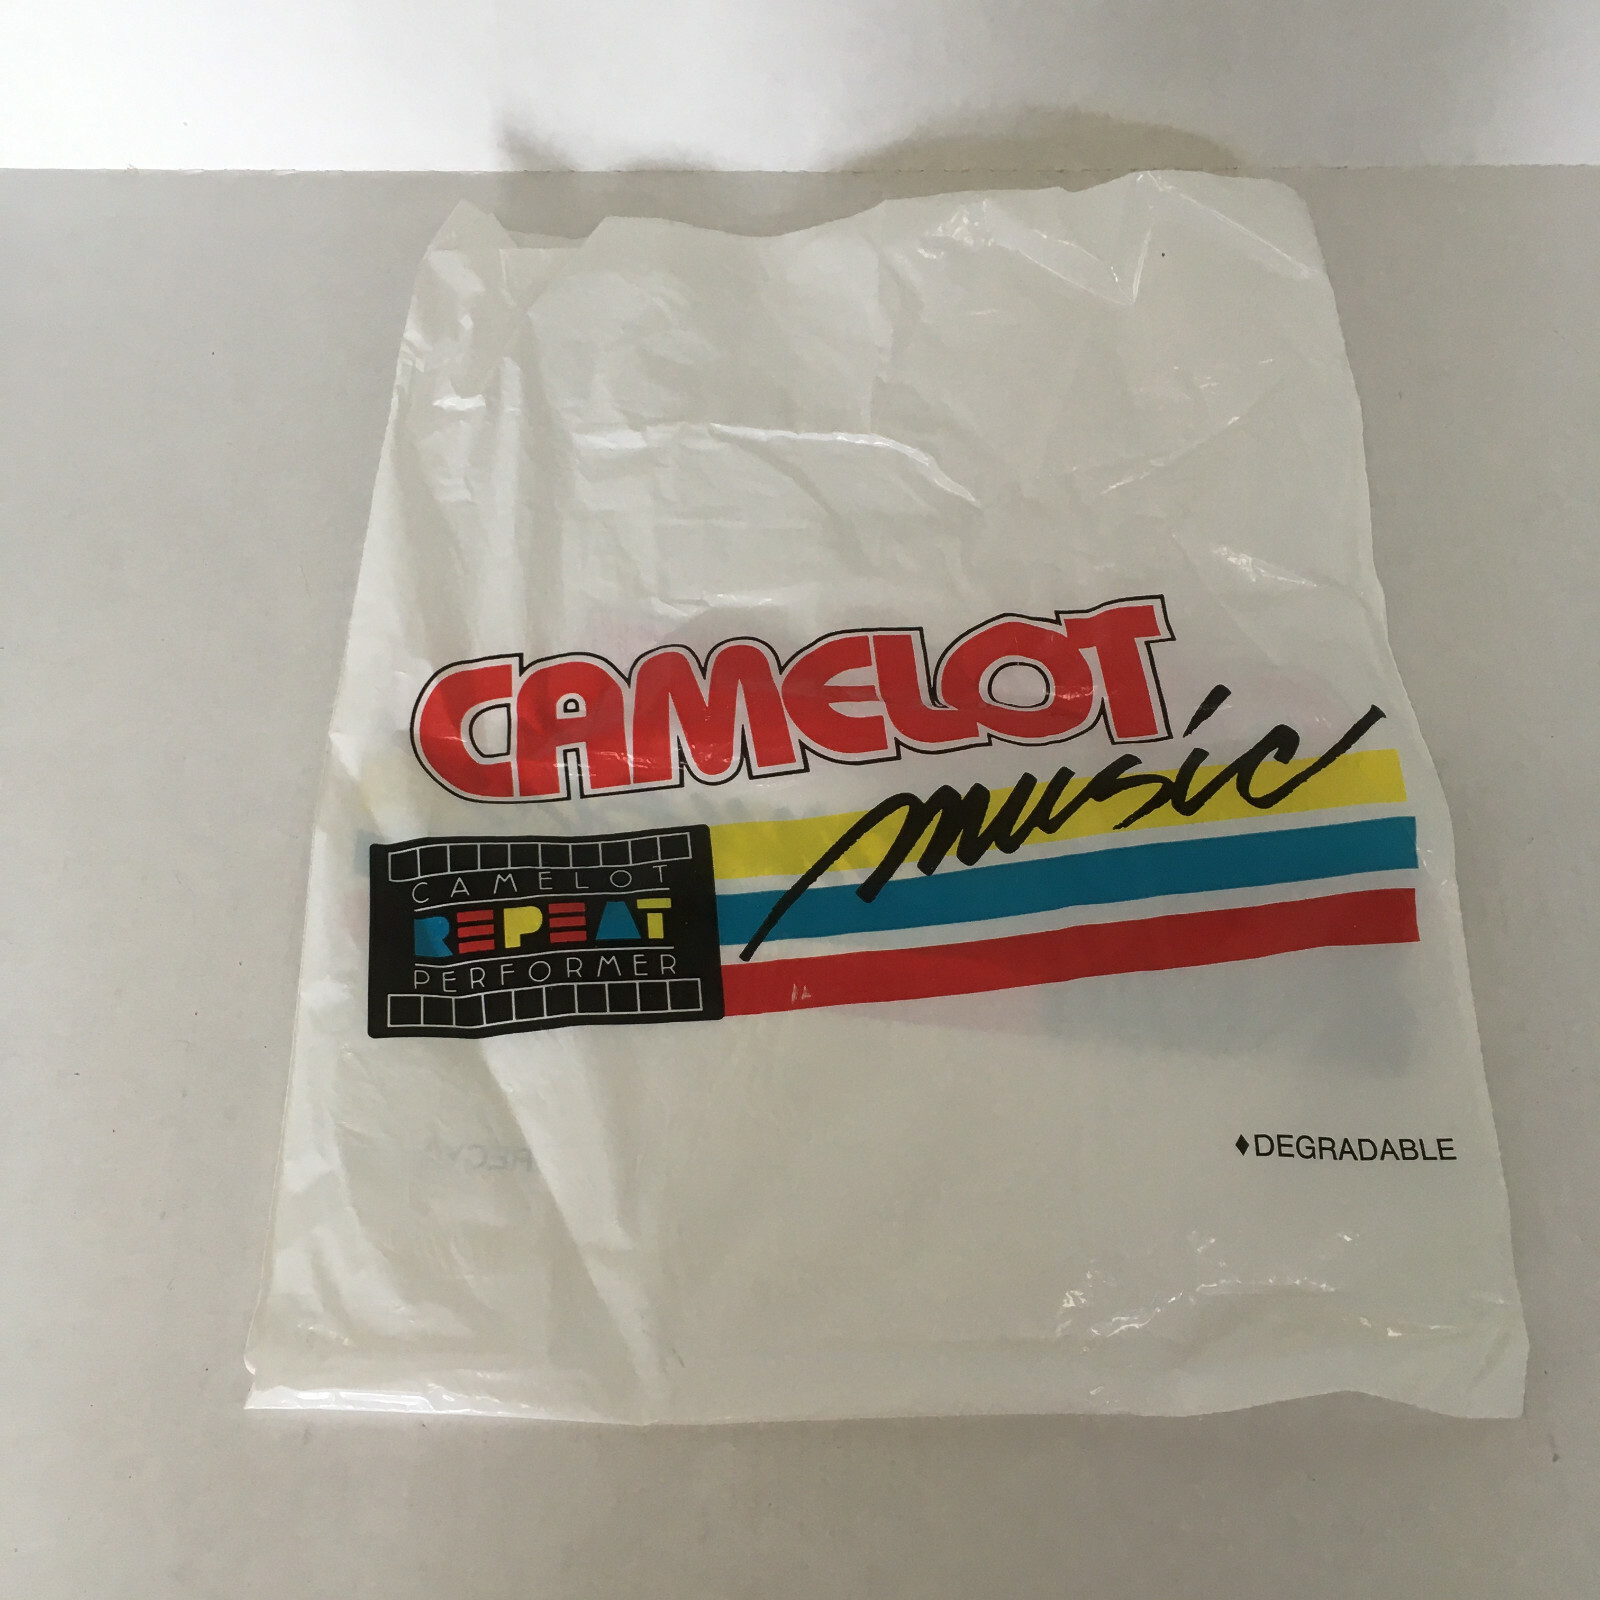 CAMELOT
music
CAMELOT
REPEAT
PERFORMER
♦DEGRADABLE